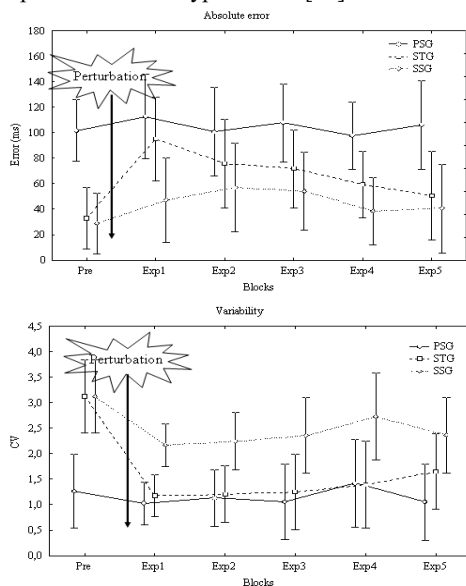 Absolute error
180
160
140
120
100
80
60
40
20
0
Error (ms)
Perturbation
PSG
STG
SSG
Pre Exp1 Exp2 Exp3 Exp4 Exp5
Blocks
Variability
4,5
4,0
3,5
3,0
2,5
2,0
1,5
1,0
0,5
0,0
CV
Perturbation
PSG
STG
SSG
Pre Exp1 Exp2 Exp3 Exp4 Exp5
Blocks